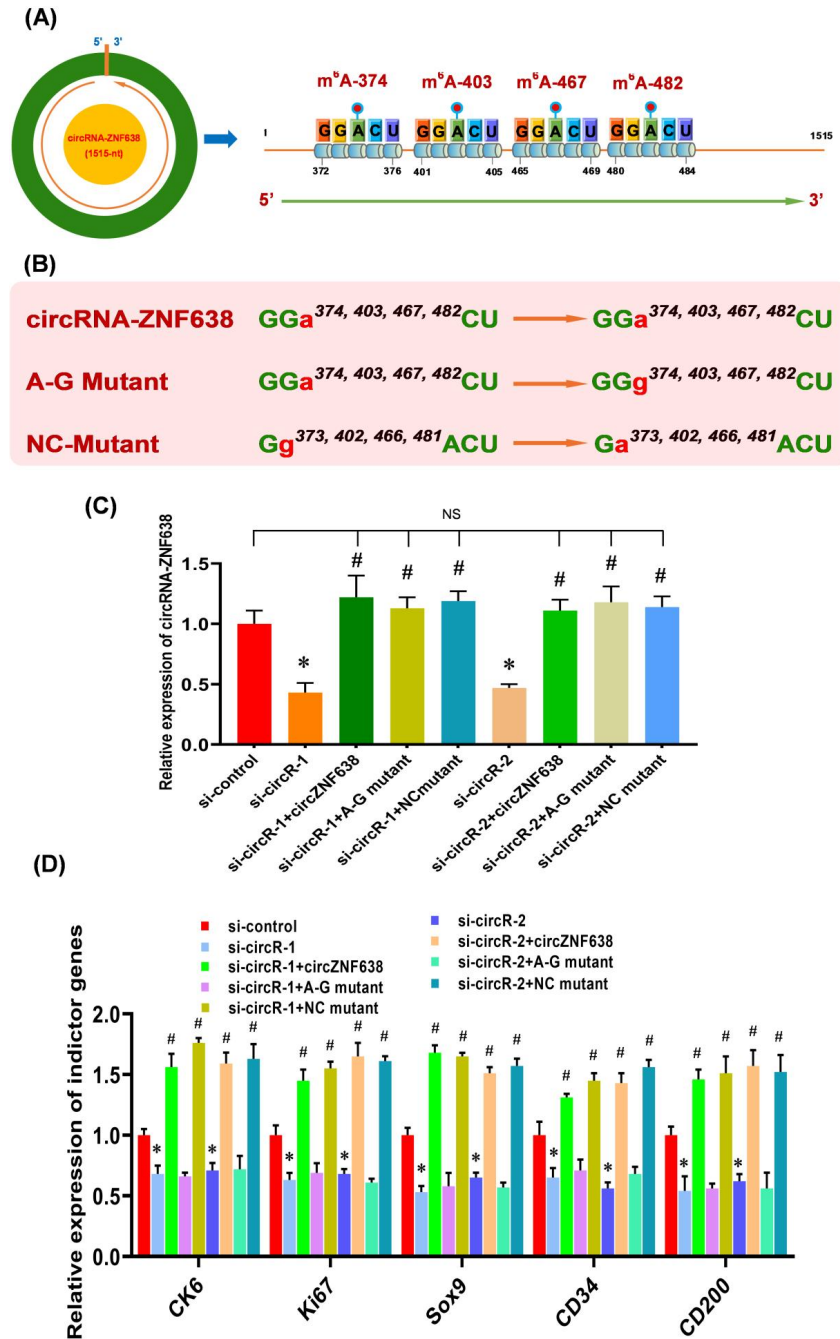 (A)
5' 3'
circRNA-ZNF638
(1515-nt)
m⁶A-374 m⁶A-403 m⁶A-467 m⁶A-482
I 1515
G G A C U G G A C U G G A C U G G A C U
372 376 401 405 465 469 480 484
5' 3'
(B)
circRNA-ZNF638 GGa374, 403, 467, 482CU GGa374, 403, 467, 482CU
A-G Mutant GGa374, 403, 467, 482CU GGg374, 403, 467, 482CU
NC-Mutant Gg373, 402, 466, 481ACU Ga373, 402, 466, 481ACU
(C)
NS
Relative expression of circRNA-ZNF638
1.5
1.0
0.5
0.0
# # # # # #
* *
si-control
si-circR-1
si-circR-1+circZNF638
si-circR-1+A-G mutant
si-circR-1+NCmutant
si-circR-2
si-circR-2+circZNF638
si-circR-2+A-G mutant
si-circR-2+NC mutant
(D)
Relative expression of indictor genes
si-control
si-circR-1
si-circR-1+circZNF638
si-circR-1+A-G mutant
si-circR-1+NC mutant
si-circR-2
si-circR-2+circZNF638
si-circR-2+A-G mutant
si-circR-2+NC mutant
2.0
1.5
1.0
0.5
0.0
# # # # # # # # # # # # # # # # # # # #
* * * * * * * * * *
CK6
Ki67
Sox9
CD34
CD200